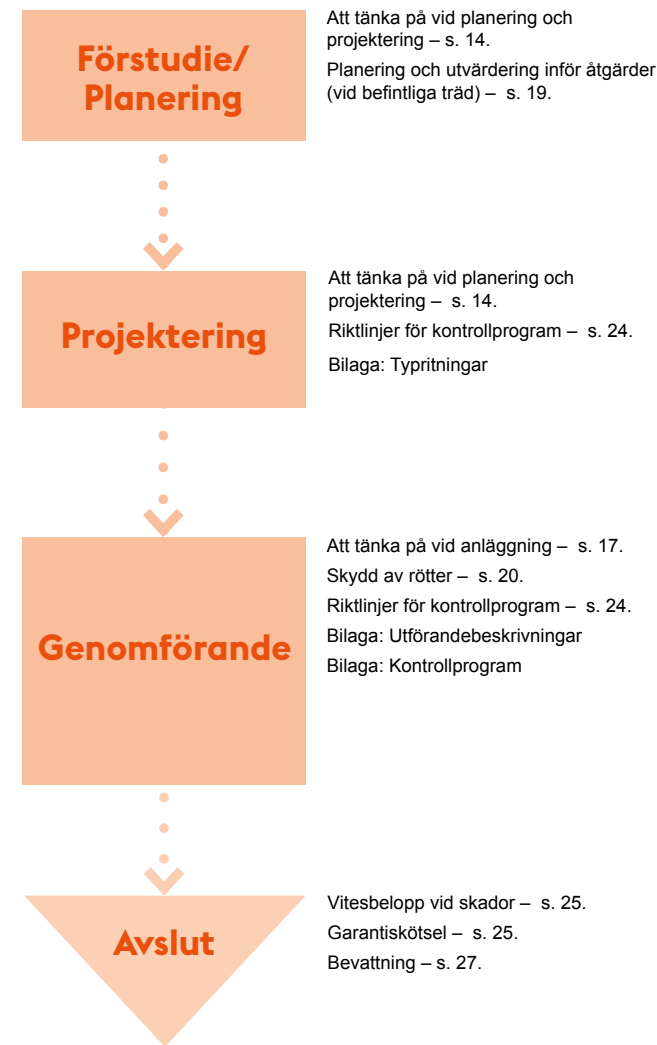 Förstudie/
Planering
Att tänka på vid planering och
projektering – s. 14.
Planering och utvärdering inför åtgärder
(vid befintliga träd) – s. 19.
Projektering
Att tänka på vid planering och
projektering – s. 14.
Riktlinjer för kontrollprogram – s. 24.
Bilaga: Typritningar
Genomförande
Att tänka på vid anläggning – s. 17.
Skydd av rötter – s. 20.
Riktlinjer för kontrollprogram – s. 24.
Bilaga: Utförandebeskrivningar
Bilaga: Kontrollprogram
Avslut
Vitesbelopp vid skador – s. 25.
Garantiskötsel – s. 25.
Bevattning – s. 27.